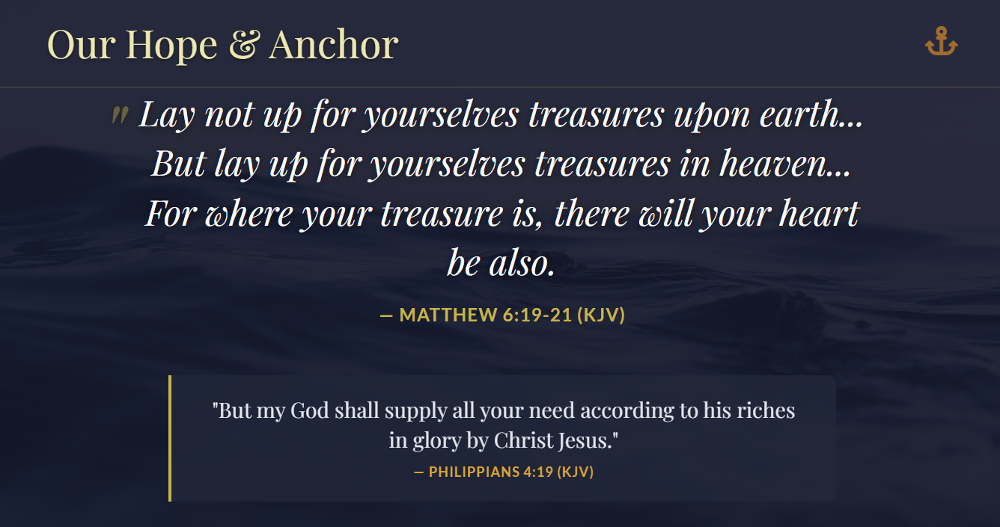 Our Hope & Anchor
" Lay not up for yourselves treasures upon earth...
But lay up for yourselves treasures in heaven...
For where your treasure is, there will your heart
be also.
— MATTHEW 6:19-21 (KJV)
"But my God shall supply all your need according to his riches
in glory by Christ Jesus."
— PHILIPPIANS 4:19 (KJV)